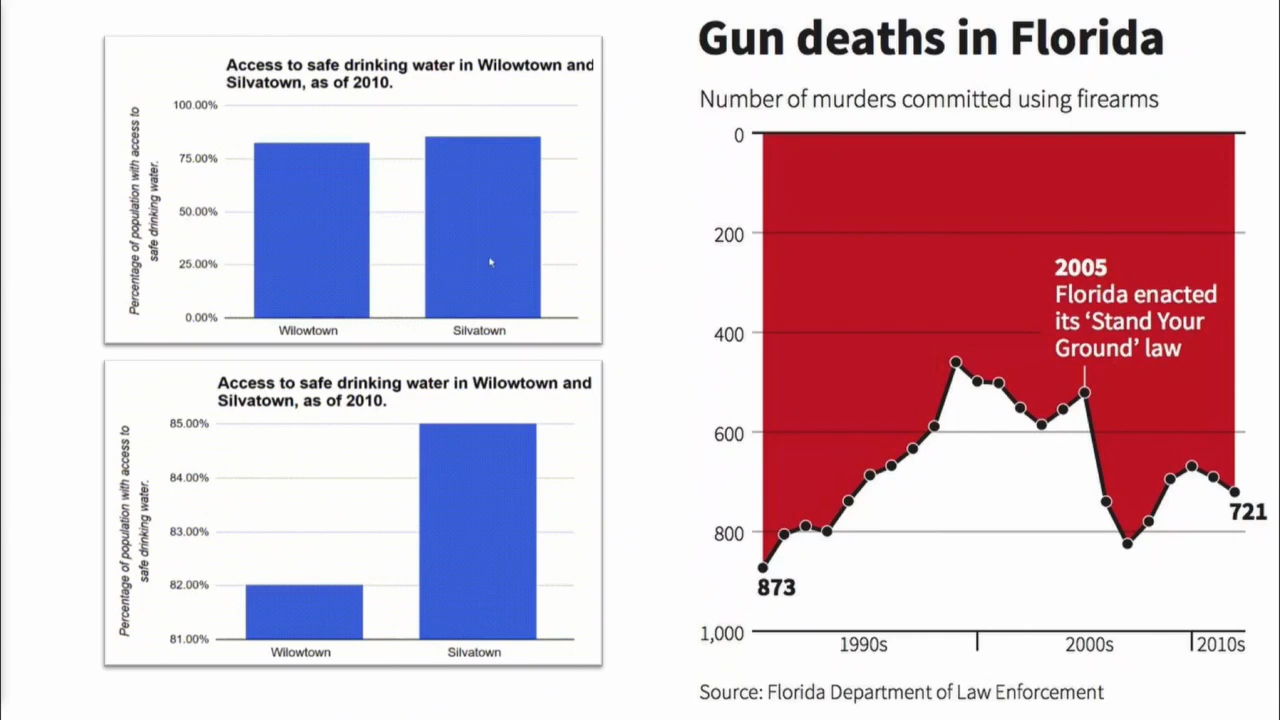 Access to safe drinking water in Wilowtown and
Silvatown, as of 2010.
Percentage of population with access to
safe drinking water.
100.00%
75.00%
50.00%
25.00%
0.00%
Wilowtown
Silvatown
Access to safe drinking water in Wilowtown and
Silvatown, as of 2010.
Percentage of population with access to
safe drinking water.
85.00%
84.00%
83.00%
82.00%
81.00%
Wilowtown
Silvatown
Gun deaths in Florida
Number of murders committed using firearms
0
200
400
600
800
1,000
2005
Florida enacted
its ‘Stand Your
Ground’ law
873
721
1990s
2000s
2010s
Source: Florida Department of Law Enforcement